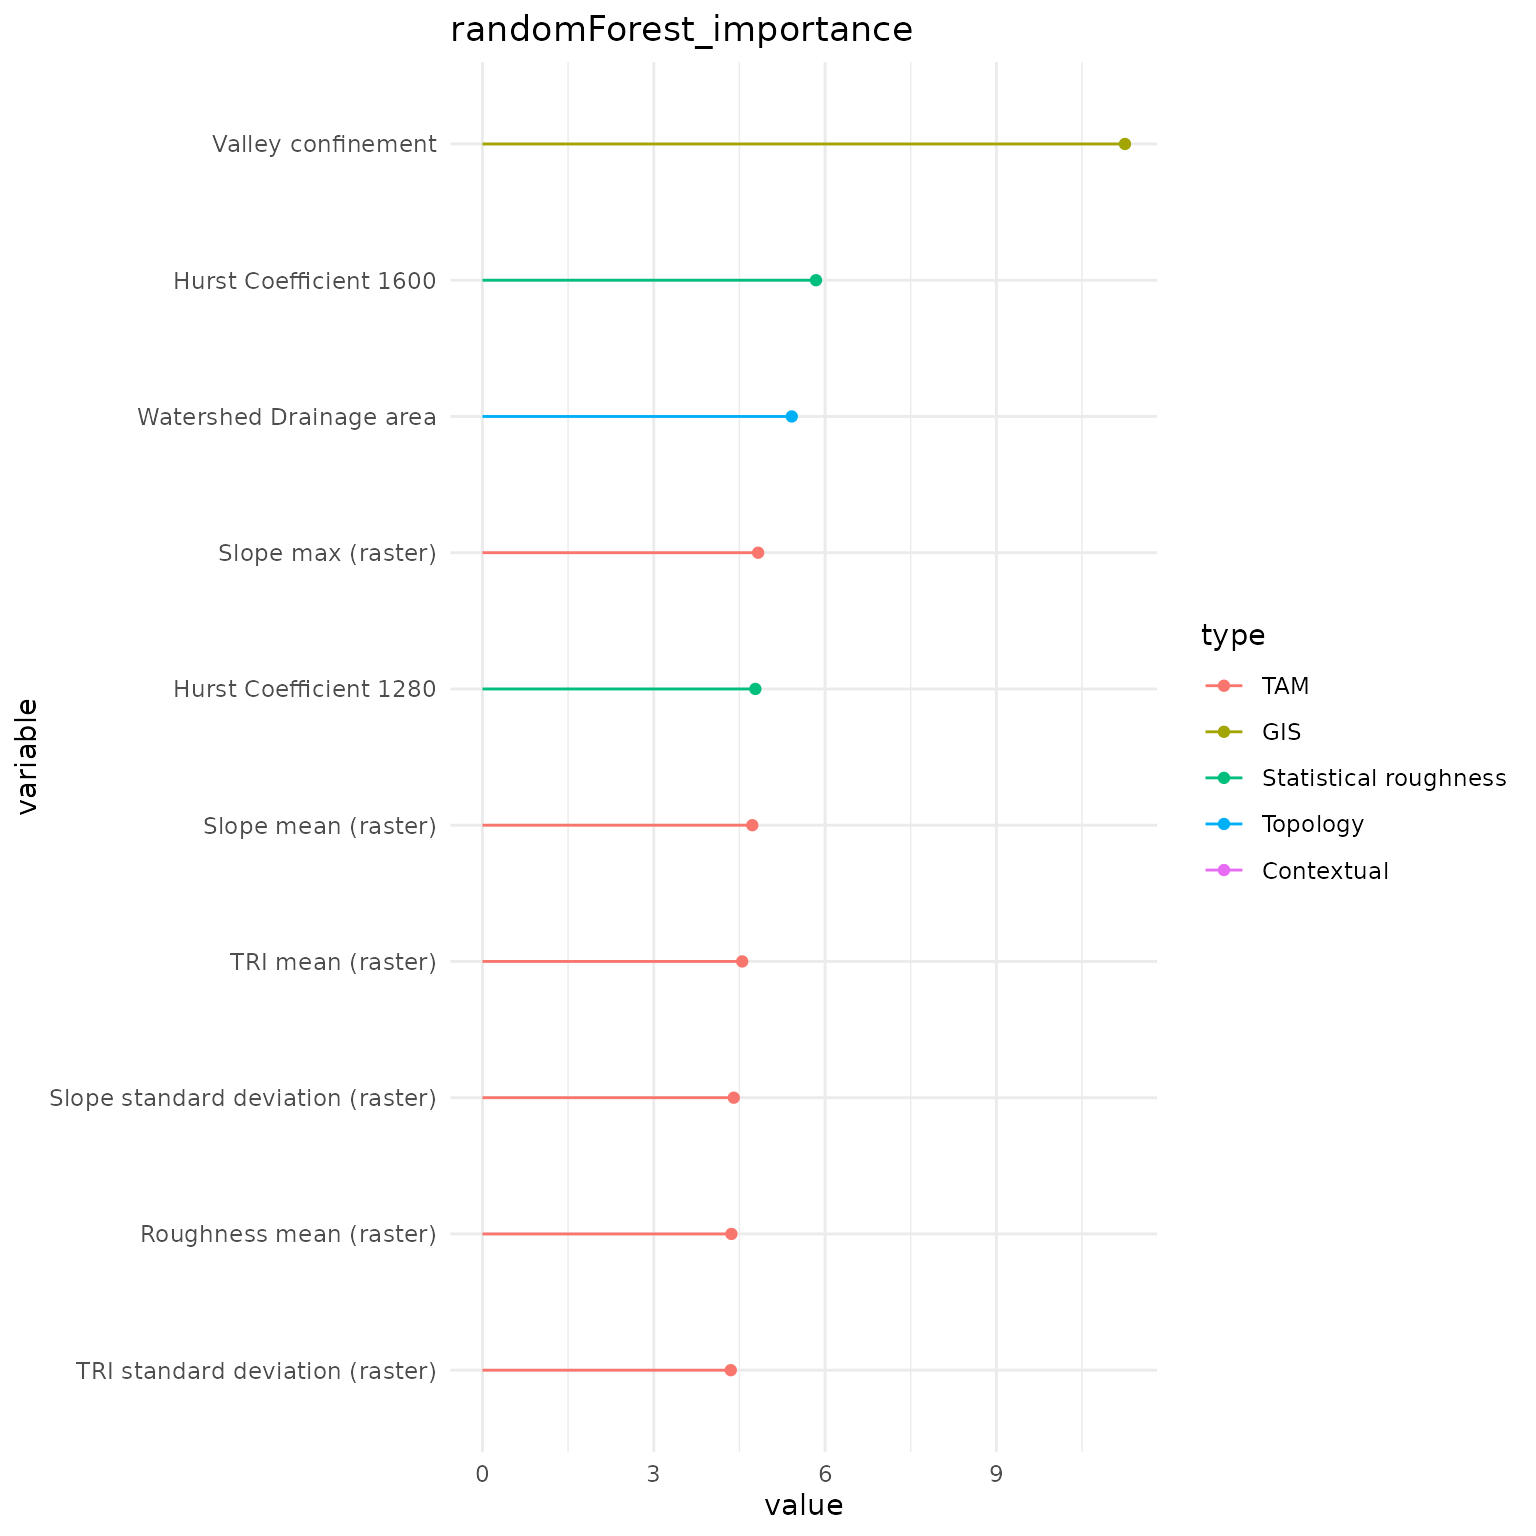 randomForest_importance
Valley confinement
Hurst Coefficient 1600
Watershed Drainage area
Slope max (raster)
Hurst Coefficient 1280
Slope mean (raster)
TRI mean (raster)
Slope standard deviation (raster)
Roughness mean (raster)
TRI standard deviation (raster)
variable
0 3 6 9
value
type
TAM
GIS
Statistical roughness
Topology
Contextual